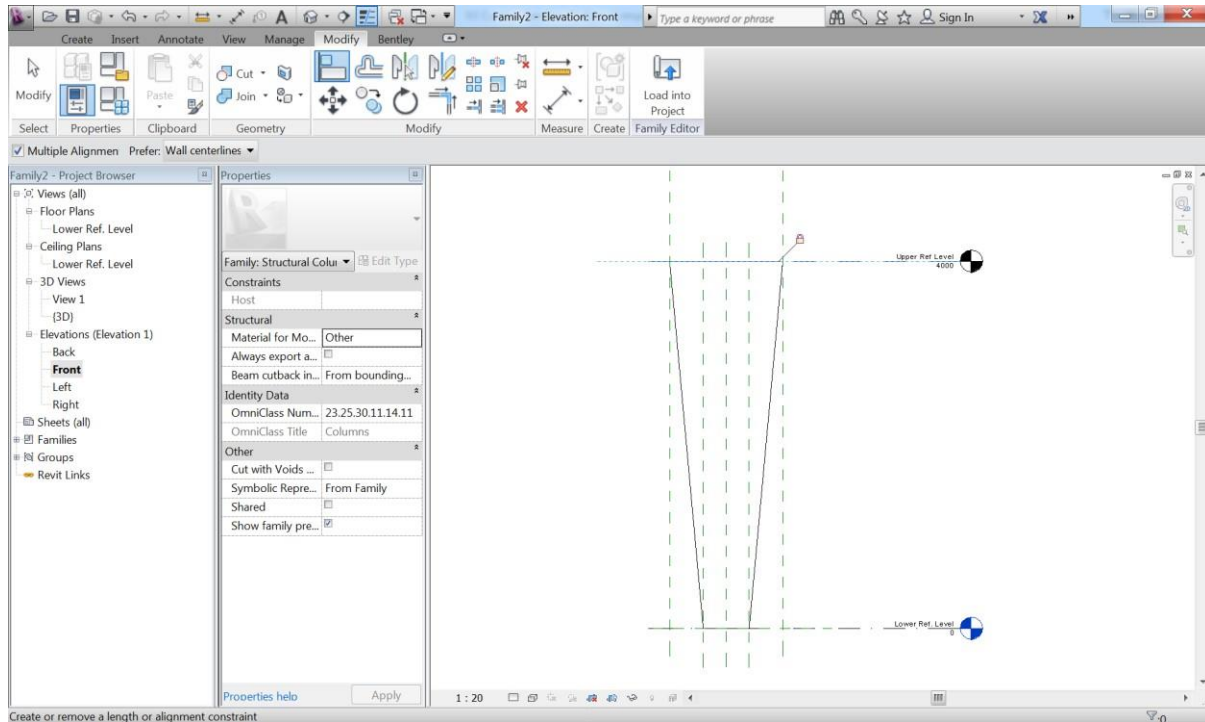 Family2 - Elevation: Front
Type a keyword or phrase
Sign In
Create Insert Annotate View Manage Modify Bentley
Modify
Paste
Cut
Join
Load into
Project
Select Properties Clipboard Geometry Modify Measure Create Family Editor
Multiple Alignmen Prefer: Wall centerlines
Family2 - Project Browser
Views (all)
Floor Plans
Lower Ref. Level
Ceiling Plans
Lower Ref. Level
3D Views
View 1
{3D}
Elevations (Elevation 1)
Back
Front
Left
Right
Sheets (all)
Families
Groups
Revit Links
Properties
Family: Structural Colur
Edit Type
Constraints
Host
Structural
Material for Mo... Other
Always export a...
Beam cutback in... From bounding...
Identity Data
OmniClass Num... 23.25.30.11.14.11
OmniClass Title Columns
Other
Cut with Voids ...
Symbolic Repre... From Family
Shared
Show family pre...
Properties help
Apply
Upper Ref Level
4000
Lower Ref. Level
0
1 : 20
Create or remove a length or alignment constraint
:0